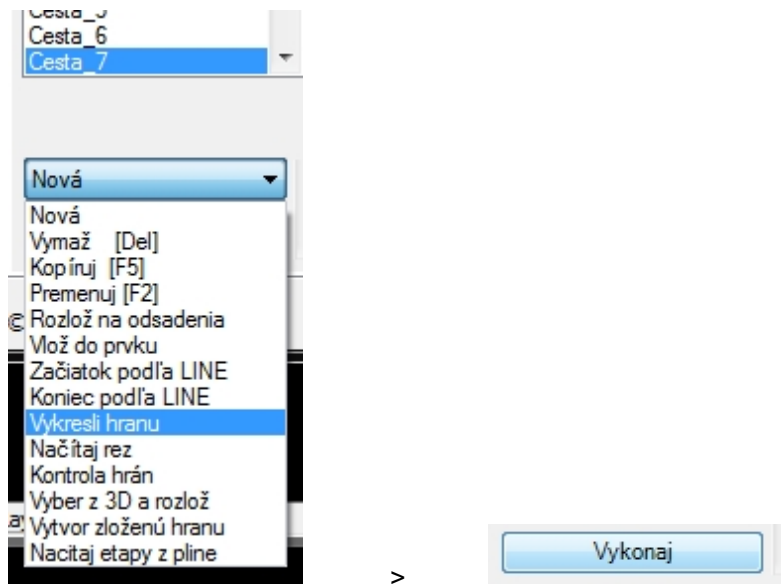 Cesta_5
Cesta_6
Cesta_7
Nová
Nová
Vymaž [Del]
Kopíruj [F5]
Premenuj [F2]
©
Rozlož na odsadenia
Vlož do prvku
Začiatok podľa LINE
Koniec podľa LINE
Vykresli hranu
Načítaj rez
Kontrola hrán
Vyber z 3D a rozlož
Vytvor zloženú hranu
Nacitaj etapy z pline
>
Vykonaj